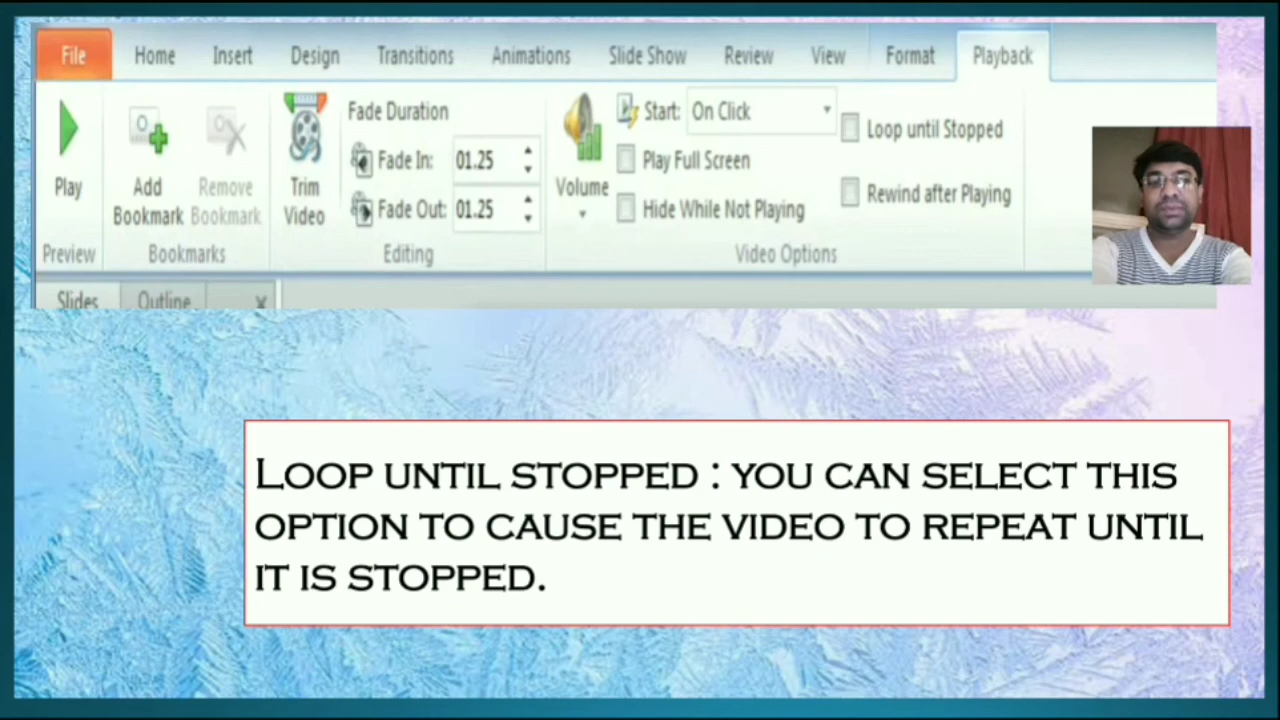 File Home Insert Design Transitions Animations Slide Show Review View Format Playback
Play
Preview
Add
Bookmark
Remove
Bookmark
Bookmarks
Trim
Video
Fade Duration
Fade In: 01.25
Fade Out: 01.25
Editing
Volume
Start: On Click
Play Full Screen
Hide While Not Playing
Loop until Stopped
Rewind after Playing
Video Options
Slides Outline
Loop until stopped : you can select this
option to cause the video to repeat until
it is stopped.